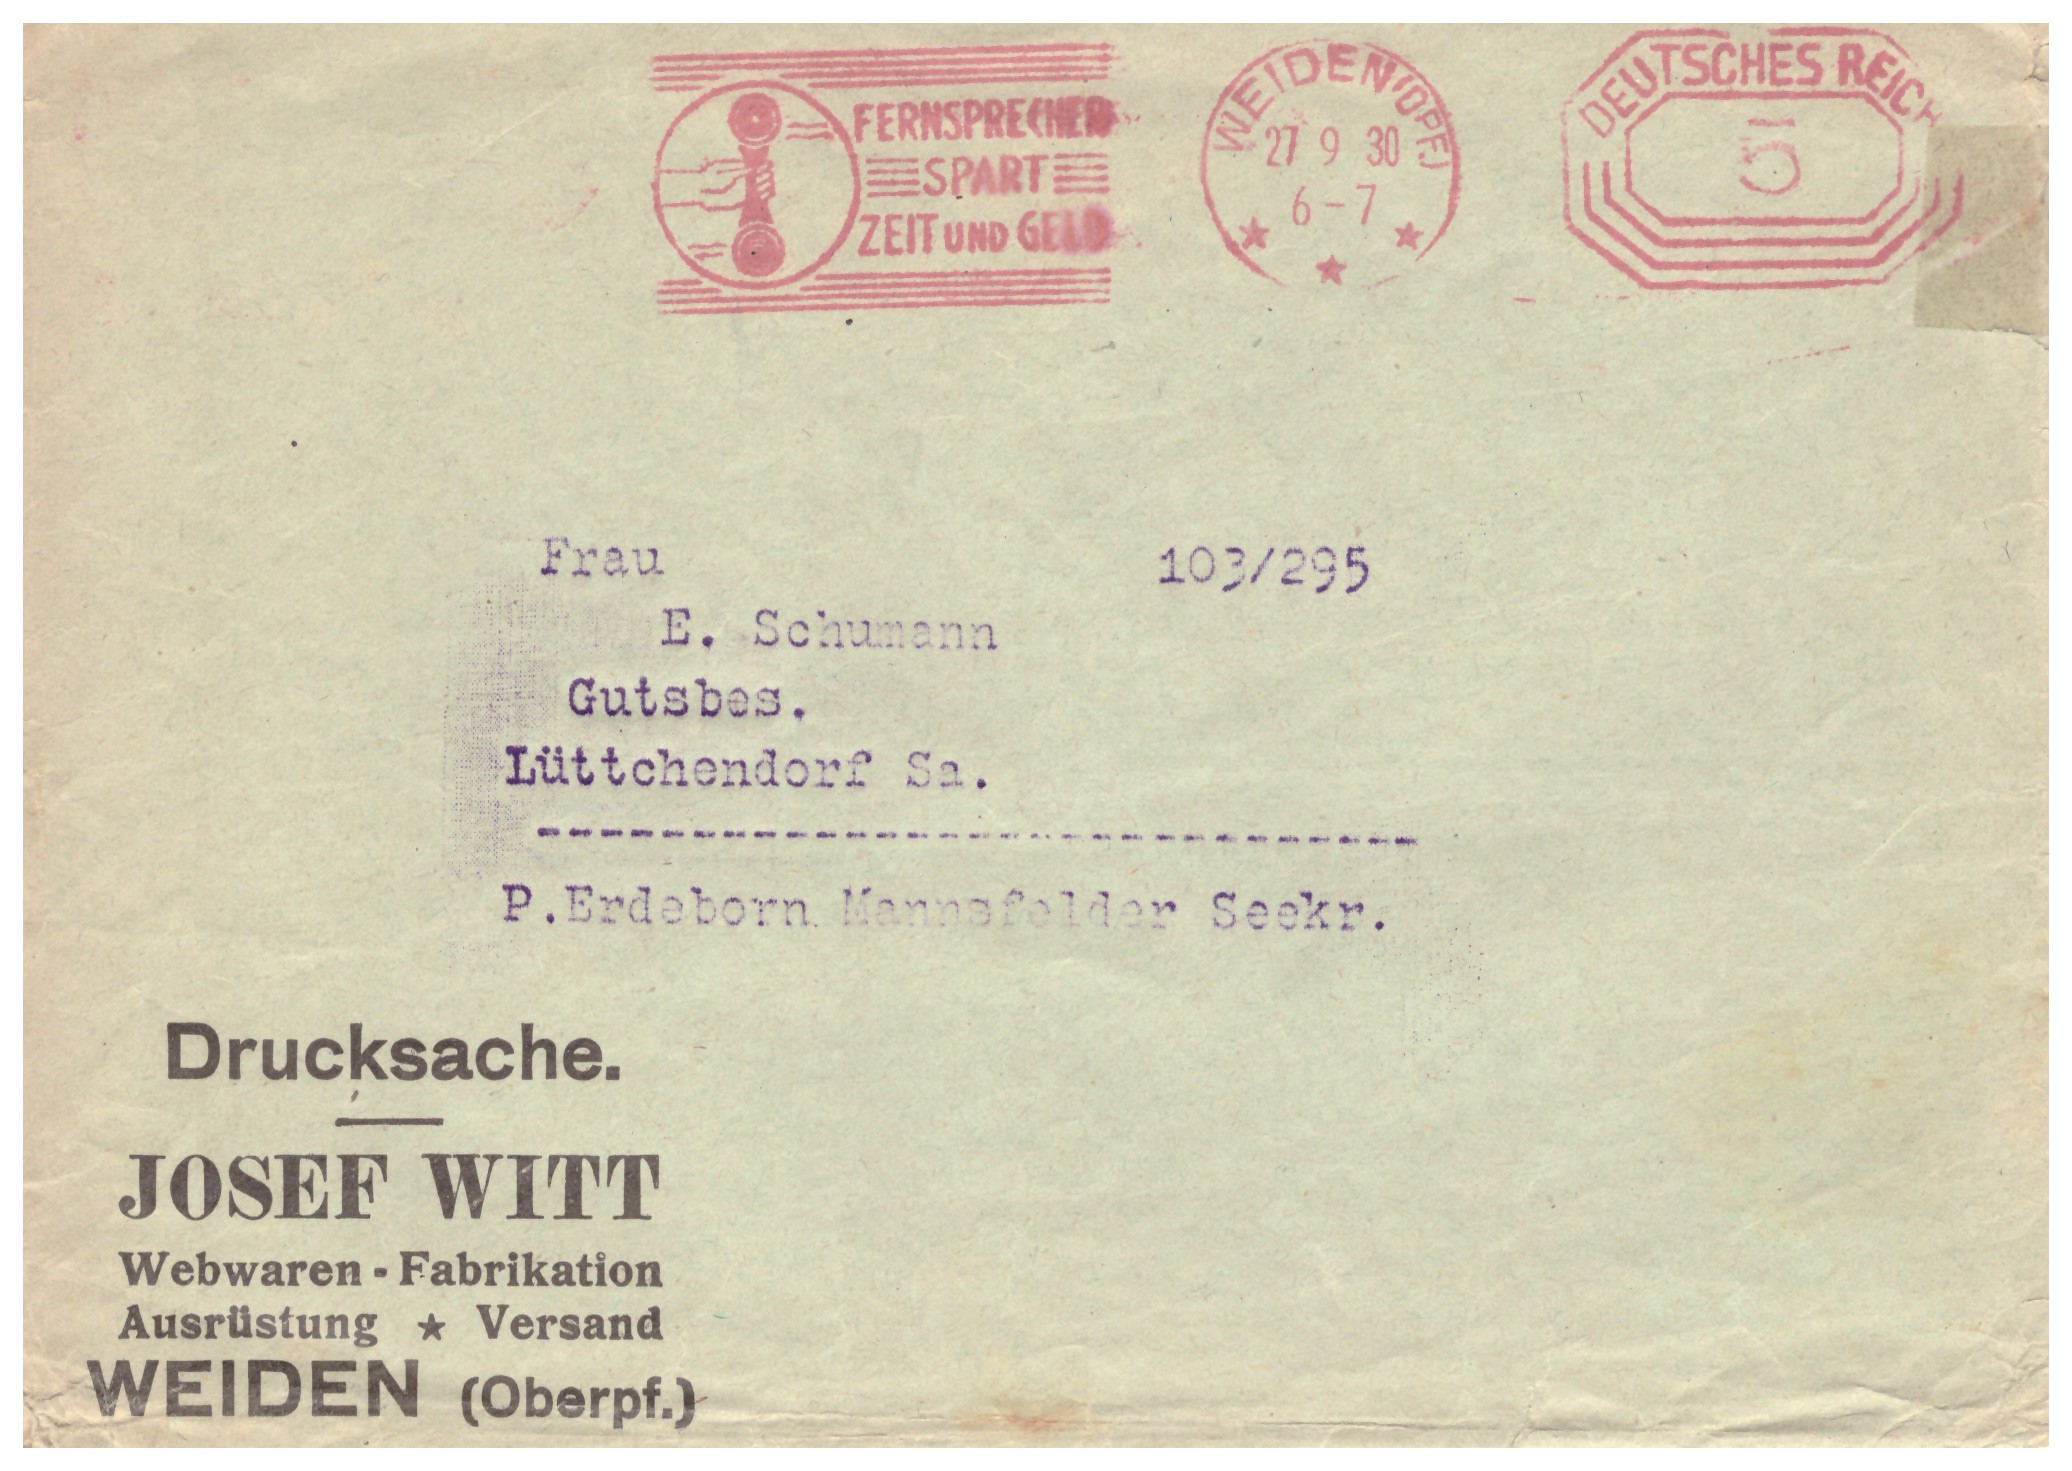 FERNSPRECHER
SPART
ZEIT UND GELD
WEIDEN (OPF.)
27 9 30
6-7
DEUTSCHES REICH
5
Frau 103/295
E. Schumann
Gutsbes.
Lüttchendorf Sa.
--------------------------------
P.Erdeborn Mannsfelder Seekr.
Drucksache.
JOSEF WITT
Webwaren-Fabrikation
Ausrüstung ★ Versand
WEIDEN (Oberpf.)